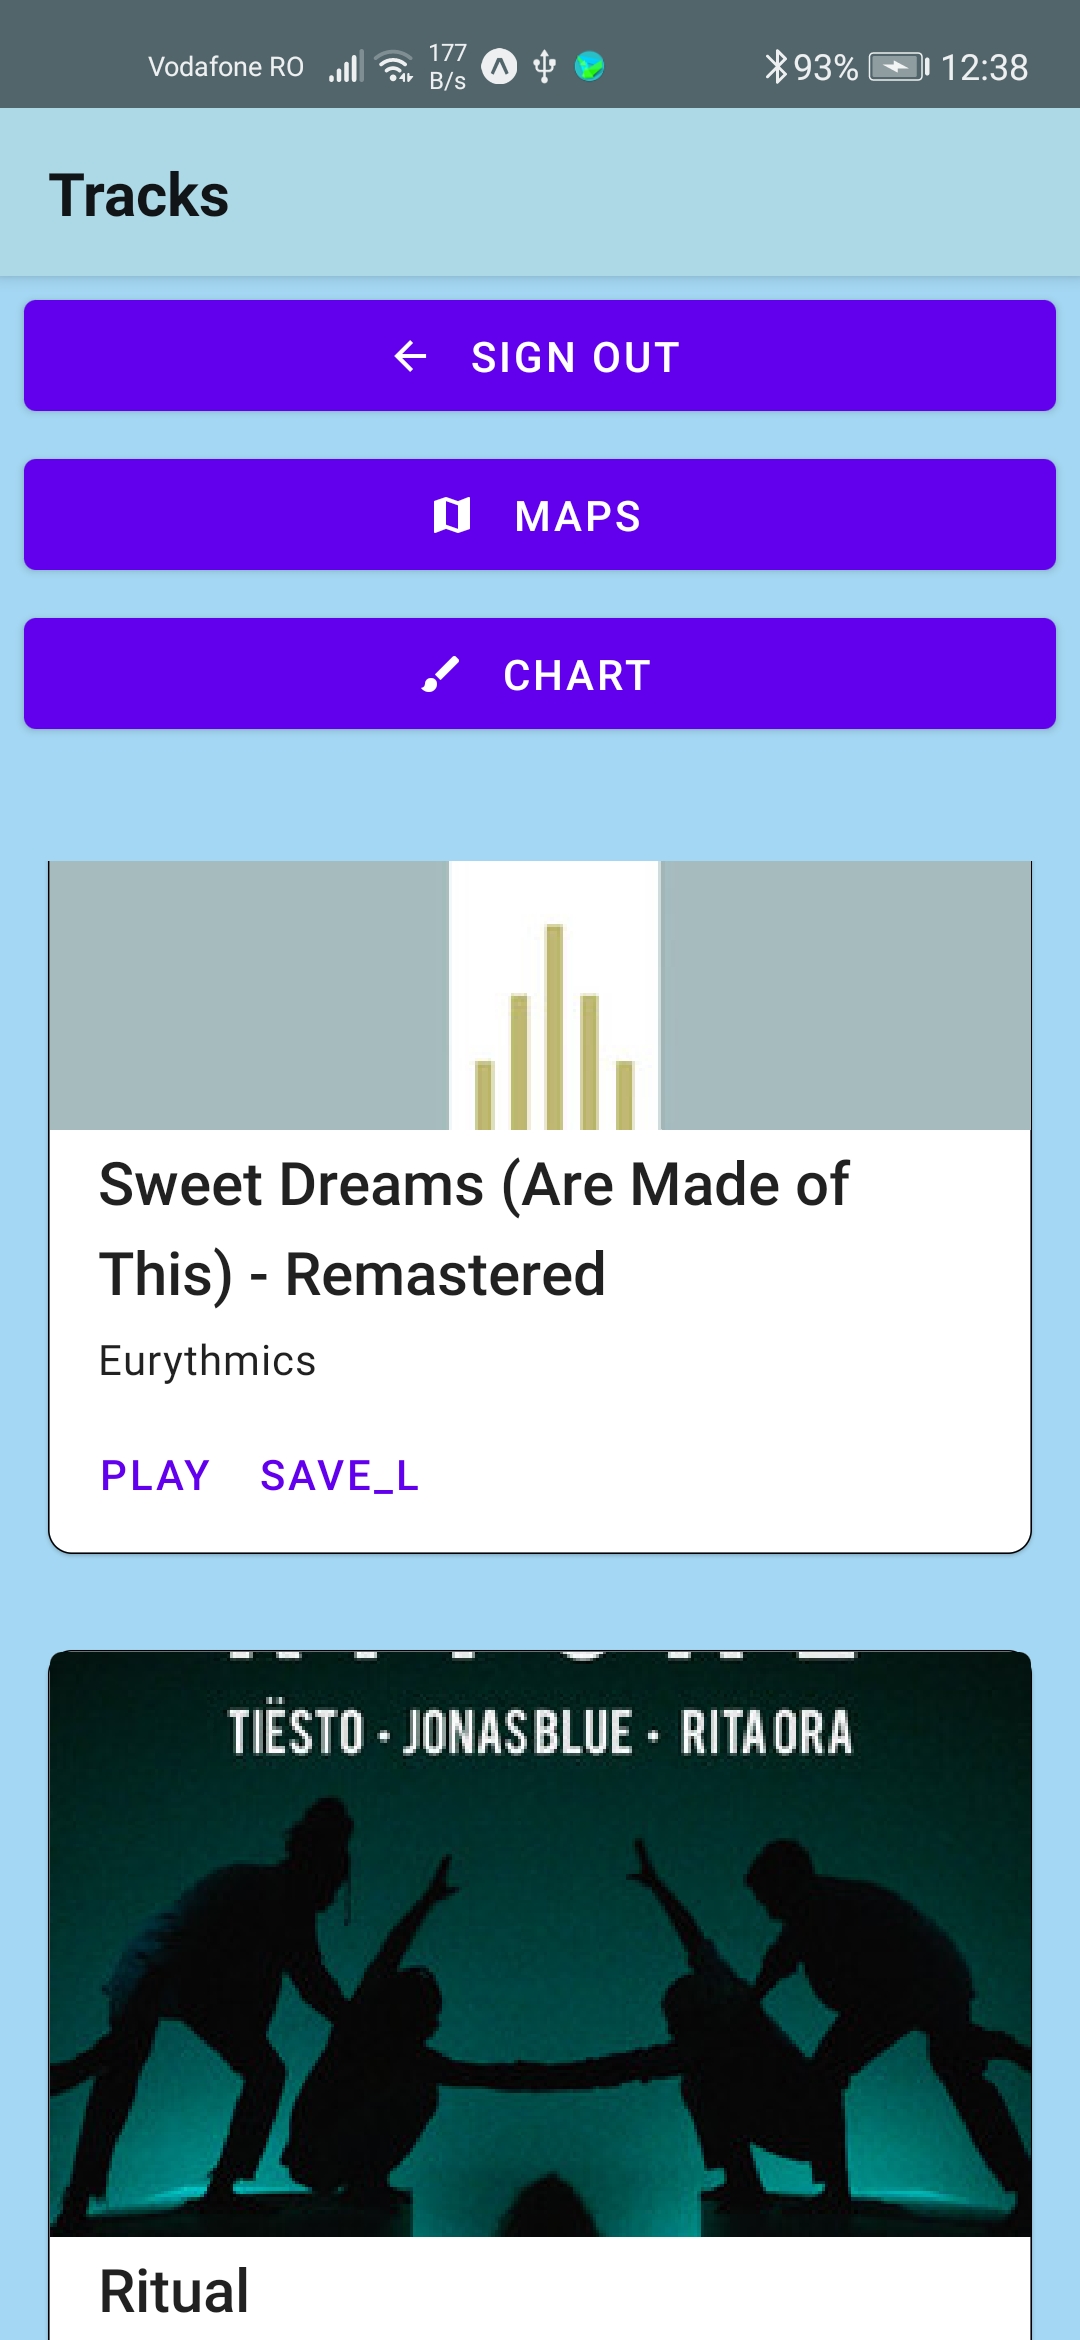 Vodafone RO
177
B/s
93%
12:38
Tracks
SIGN OUT
MAPS
CHART
Sweet Dreams (Are Made of
This) - Remastered
Eurythmics
PLAY SAVE_L
TIËSTO · JONAS BLUE · RITA ORA
Ritual